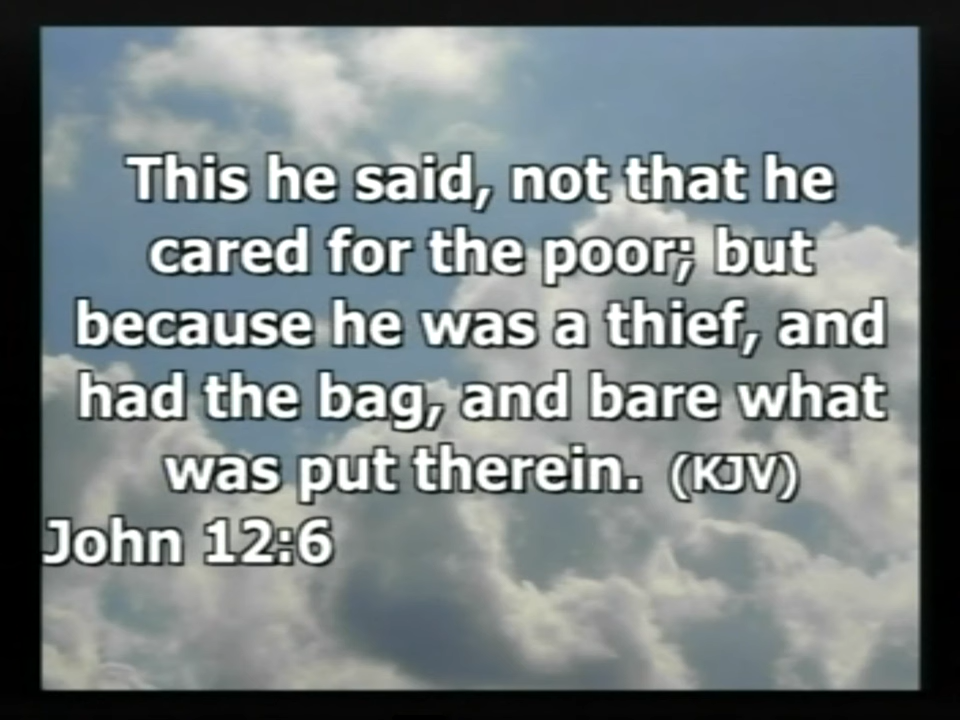 This he said, not that he
cared for the poor; but
because he was a thief, and
had the bag, and bare what
was put therein. (KJV)
John 12:6